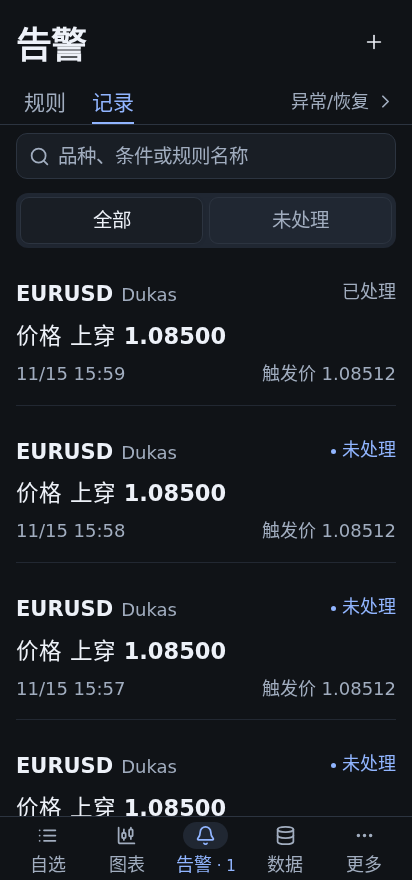 告警
规则 记录 异常/恢复
品种、条件或规则名称
全部 未处理
EURUSD Dukas 已处理
价格 上穿 1.08500
11/15 15:59 触发价 1.08512
EURUSD Dukas 未处理
价格 上穿 1.08500
11/15 15:58 触发价 1.08512
EURUSD Dukas 未处理
价格 上穿 1.08500
11/15 15:57 触发价 1.08512
EURUSD Dukas 未处理
价格 上穿 1.08500
自选 图表 告警 · 1 数据 更多